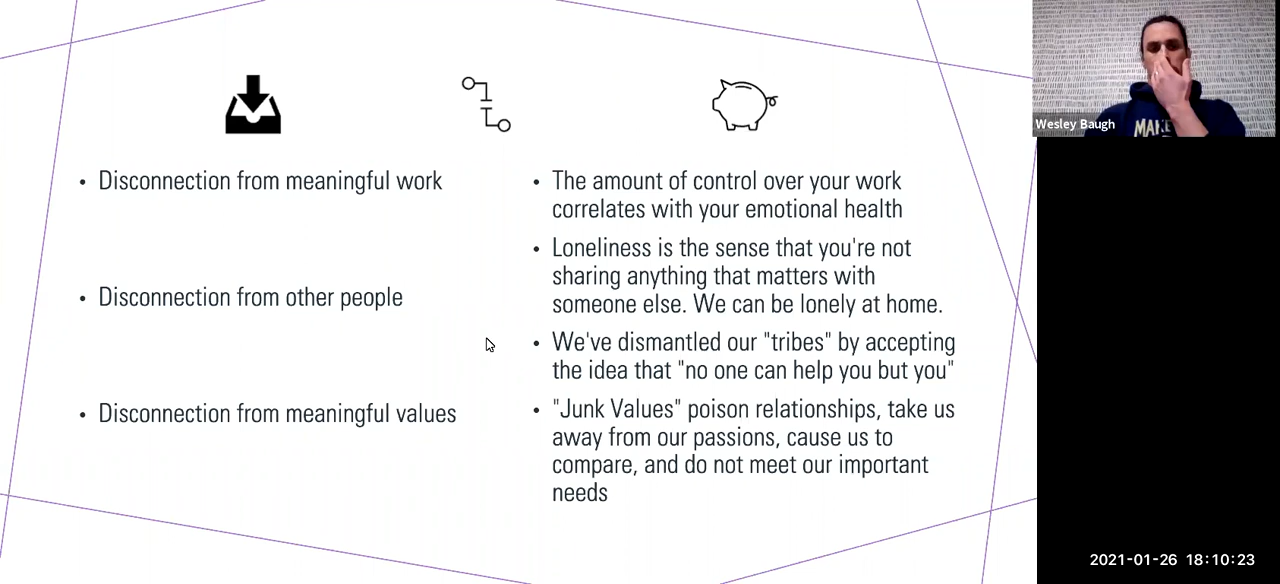 • Disconnection from meaningful work
• Disconnection from other people
• Disconnection from meaningful values
• The amount of control over your work
correlates with your emotional health
• Loneliness is the sense that you're not
sharing anything that matters with
someone else. We can be lonely at home.
• We've dismantled our "tribes" by accepting
the idea that "no one can help you but you"
• "Junk Values" poison relationships, take us
away from our passions, cause us to
compare, and do not meet our important
needs
Wesley Baugh
MAKE
2021-01-26 18:10:23